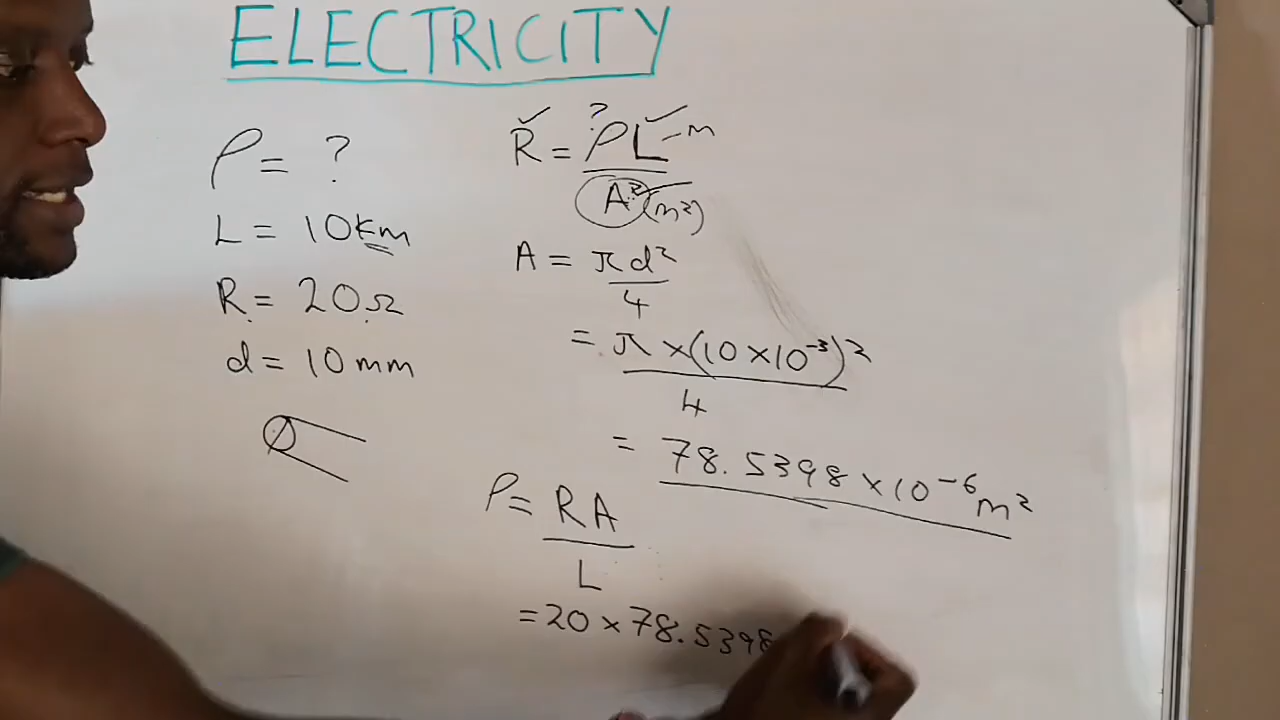 ELECTRICITY
ρ = ?
L = 10km
R = 20Ω
d = 10mm
?
R = ρL - m
A² (m²)
A = πd²
4
= π × (10 × 10⁻³)²
4
= 78.5398 × 10⁻⁶ m²
ρ = RA
L
= 20 × 78.5398